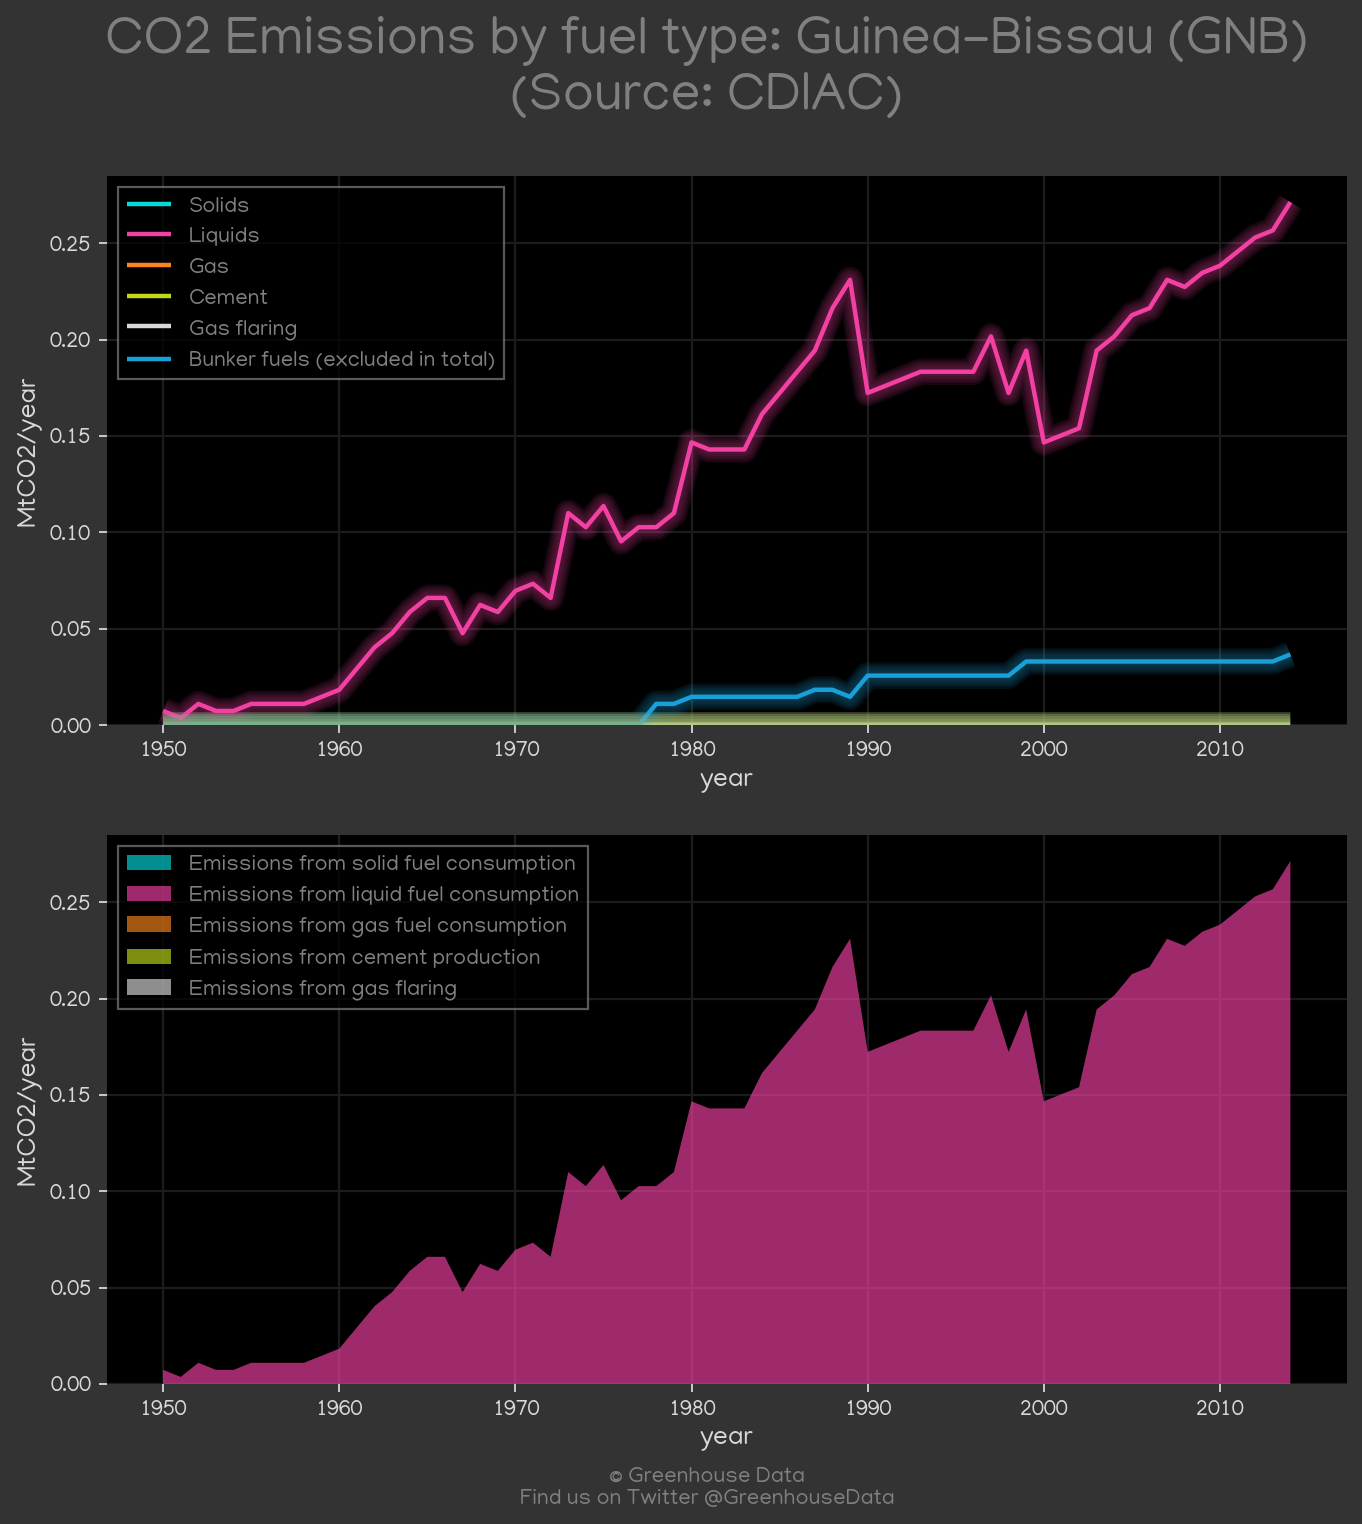 CO2 Emissions by fuel type: Guinea-Bissau (GNB)
(Source: CDIAC)
Solids
Liquids
Gas
Cement
Gas flaring
Bunker fuels (excluded in total)
MtCO2/year
0.25
0.20
0.15
0.10
0.05
0.00
1950 1960 1970 1980 1990 2000 2010
year
Emissions from solid fuel consumption
Emissions from liquid fuel consumption
Emissions from gas fuel consumption
Emissions from cement production
Emissions from gas flaring
MtCO2/year
0.25
0.20
0.15
0.10
0.05
0.00
1950 1960 1970 1980 1990 2000 2010
year
© Greenhouse Data
Find us on Twitter @GreenhouseData